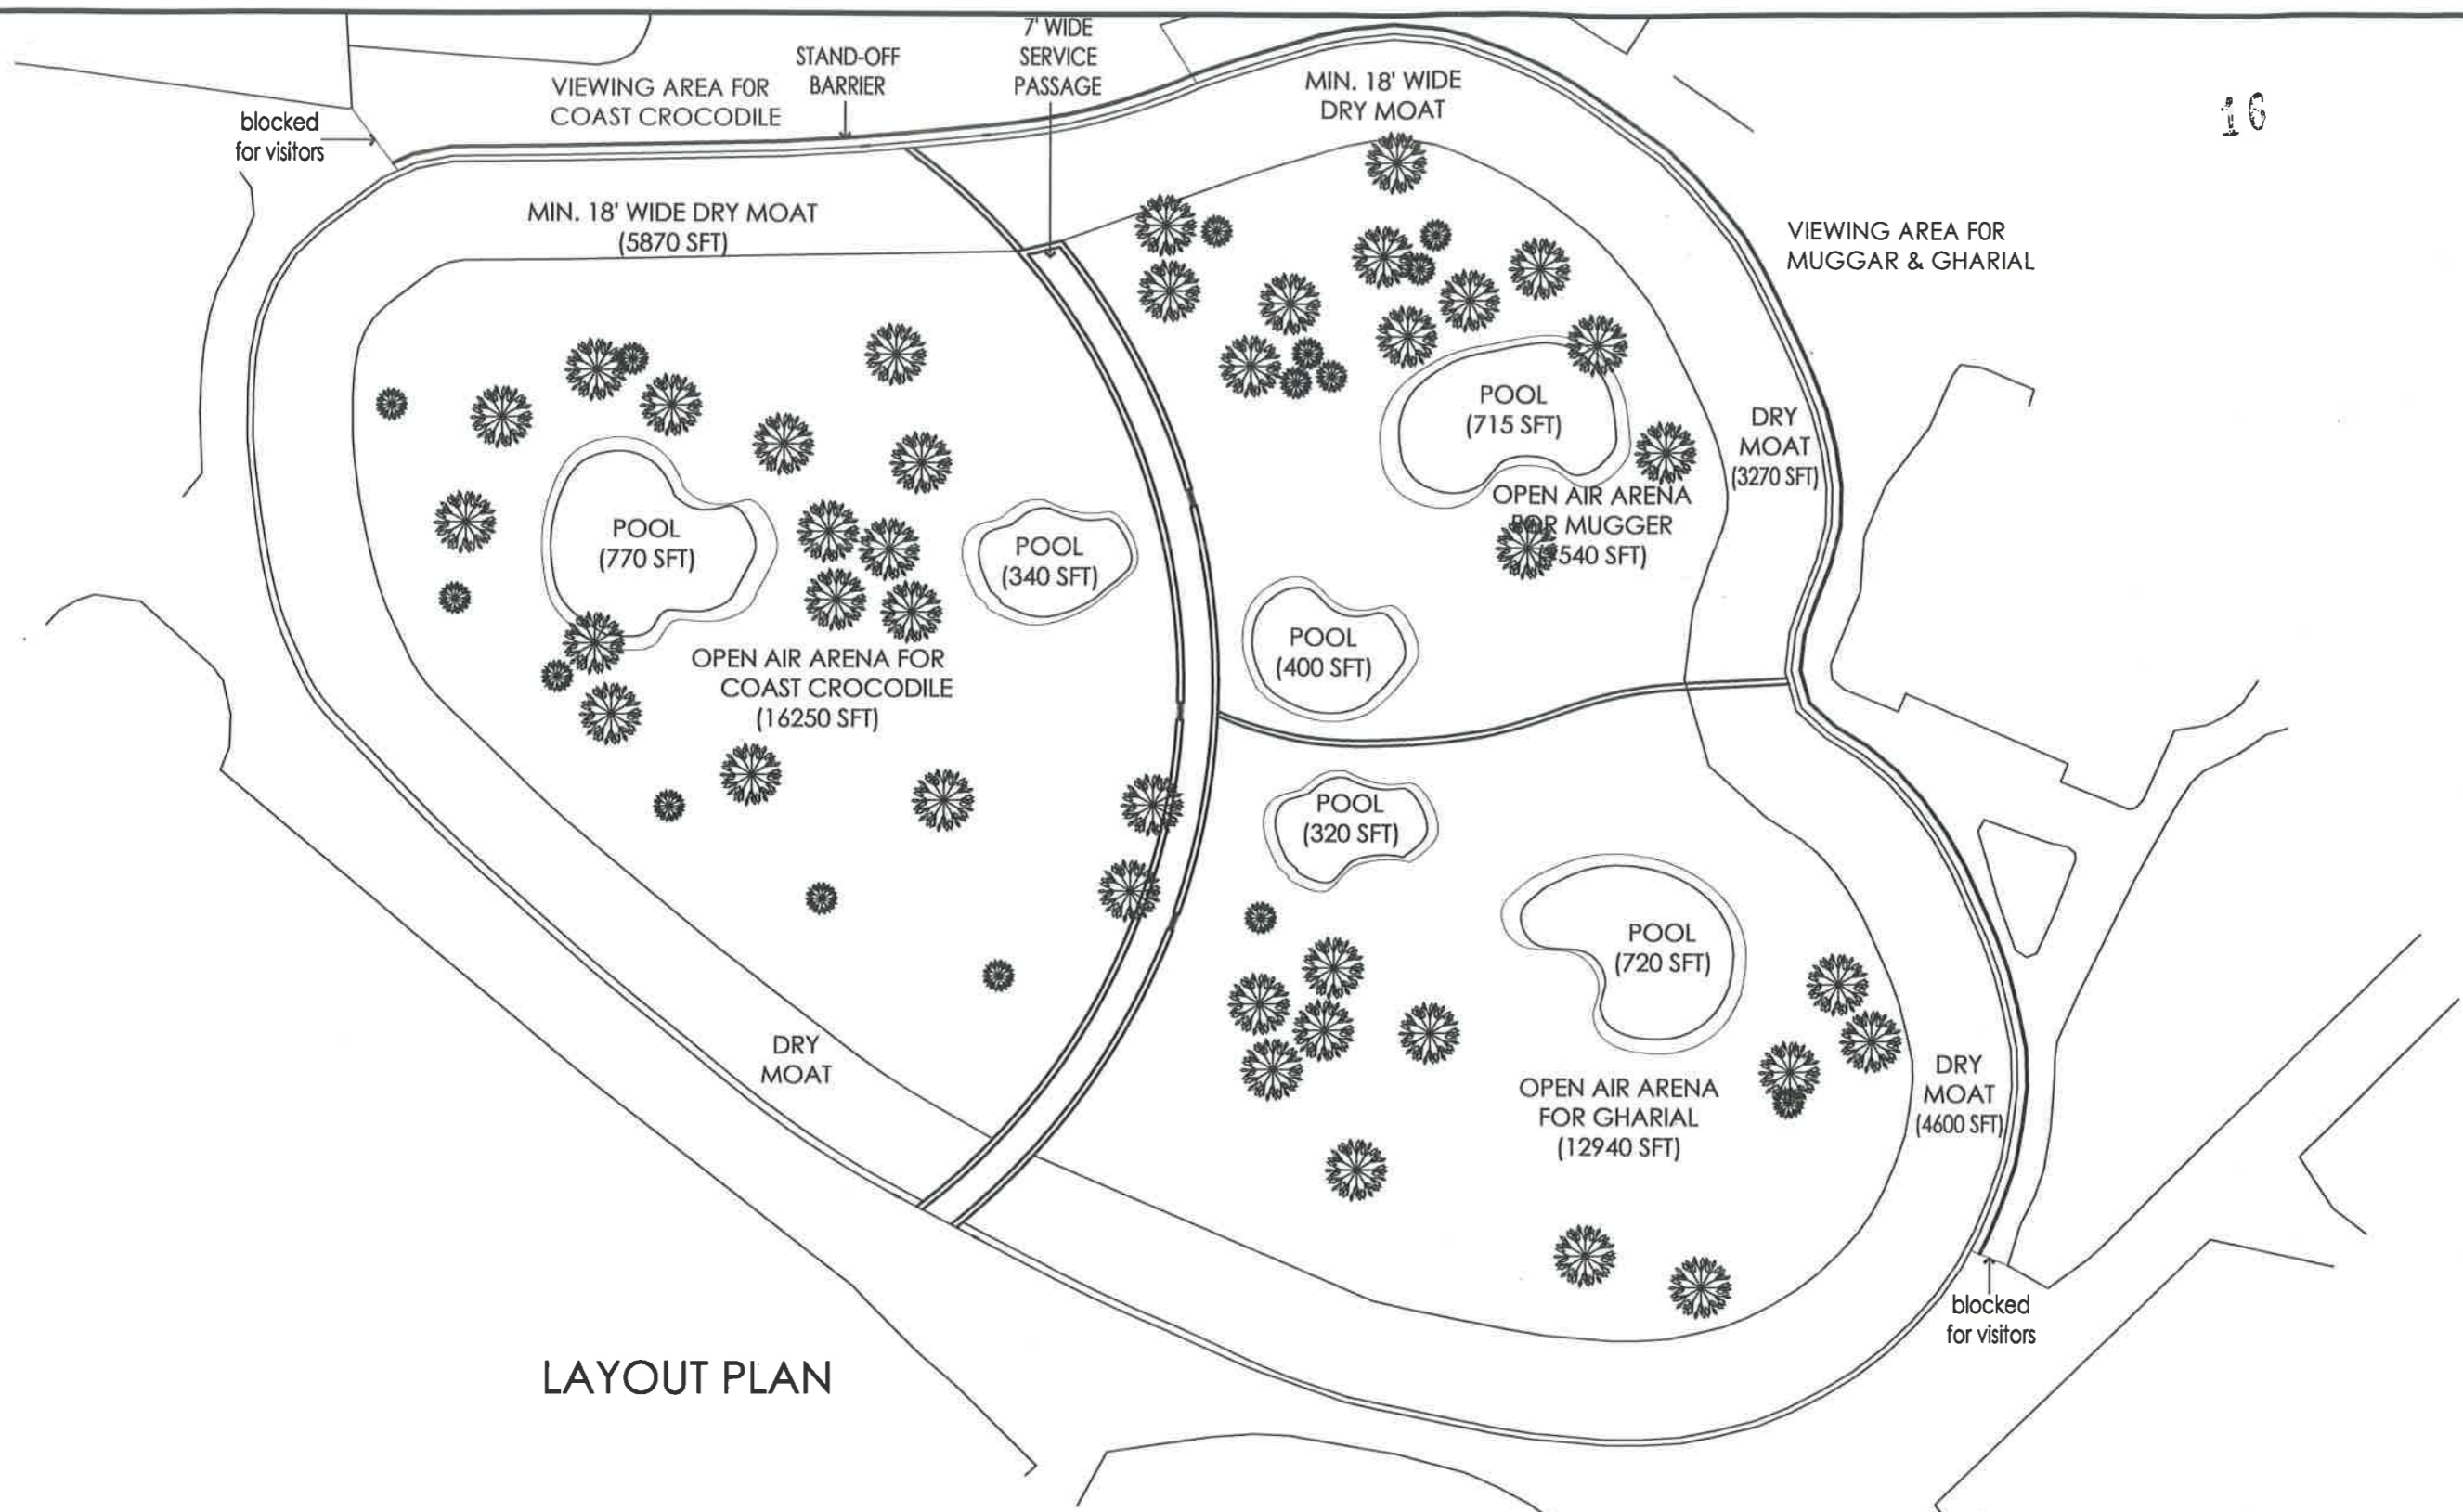 7' WIDE
SERVICE
PASSAGE
STAND-OFF
BARRIER
VIEWING AREA FOR
COAST CROCODILE
MIN. 18' WIDE
DRY MOAT
16
blocked
for visitors
MIN. 18' WIDE DRY MOAT
(5870 SFT)
VIEWING AREA FOR
MUGGAR & GHARIAL
POOL
(715 SFT)
DRY
MOAT
(3270 SFT)
OPEN AIR ARENA
FOR MUGGER
540 SFT)
POOL
(770 SFT)
POOL
(340 SFT)
POOL
(400 SFT)
OPEN AIR ARENA FOR
COAST CROCODILE
(16250 SFT)
POOL
(320 SFT)
POOL
(720 SFT)
DRY
MOAT
OPEN AIR ARENA
FOR GHARIAL
(12940 SFT)
DRY
MOAT
(4600 SFT)
blocked
for visitors
LAYOUT PLAN